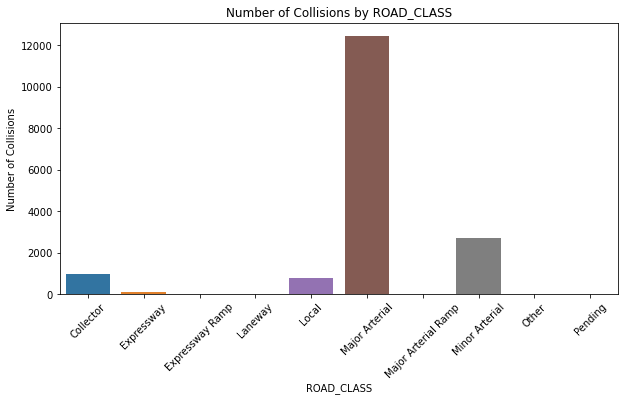 Number of Collisions by ROAD_CLASS
12000
10000
8000
6000
4000
2000
0
Number of Collisions
Collector
Expressway
Expressway Ramp
Laneway
Local
Major Arterial
Major Arterial Ramp
Minor Arterial
Other
Pending
ROAD_CLASS